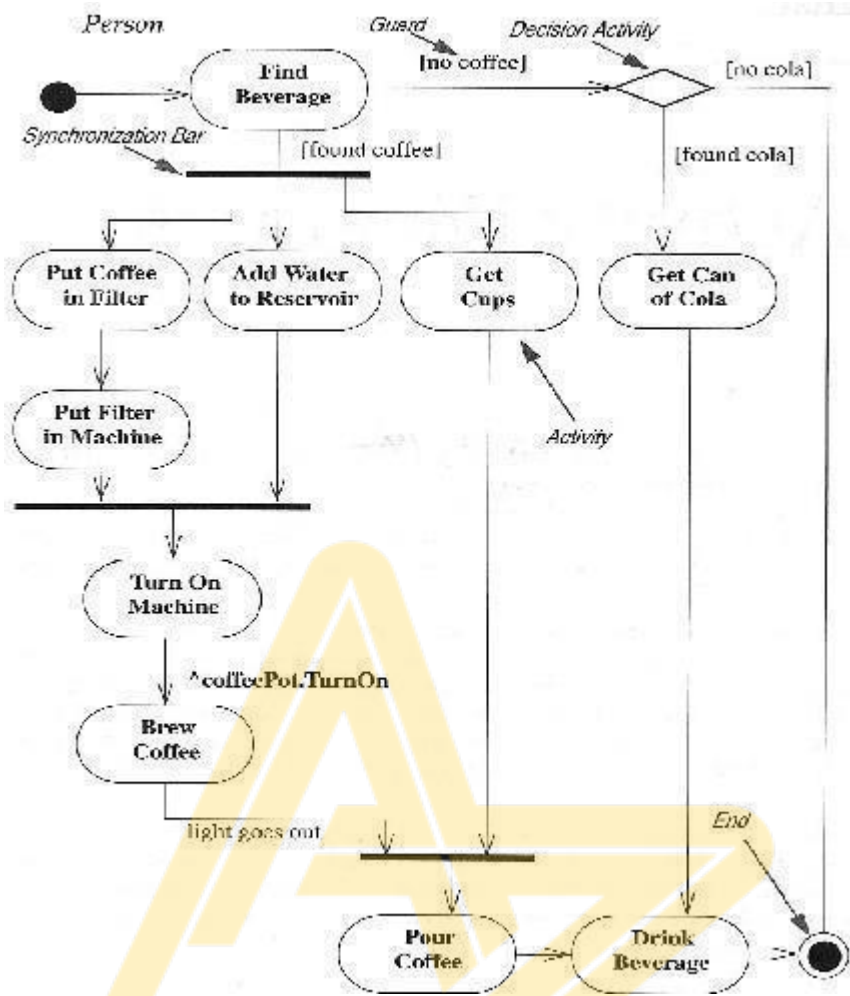 Person
Guard
Decision Activity
Find
Beverage
[no coffee]
[no cola]
Synchronization Bar
[found coffee]
[found cola]
Put Coffee
in Filter
Add Water
to Reservoir
Get
Cups
Get Can
of Cola
Put Filter
in Machine
Activity
Turn On
Machine
^coffeePot.TurnOn
Brew
Coffee
light goes out
End
Pour
Coffee
Drink
Beverage